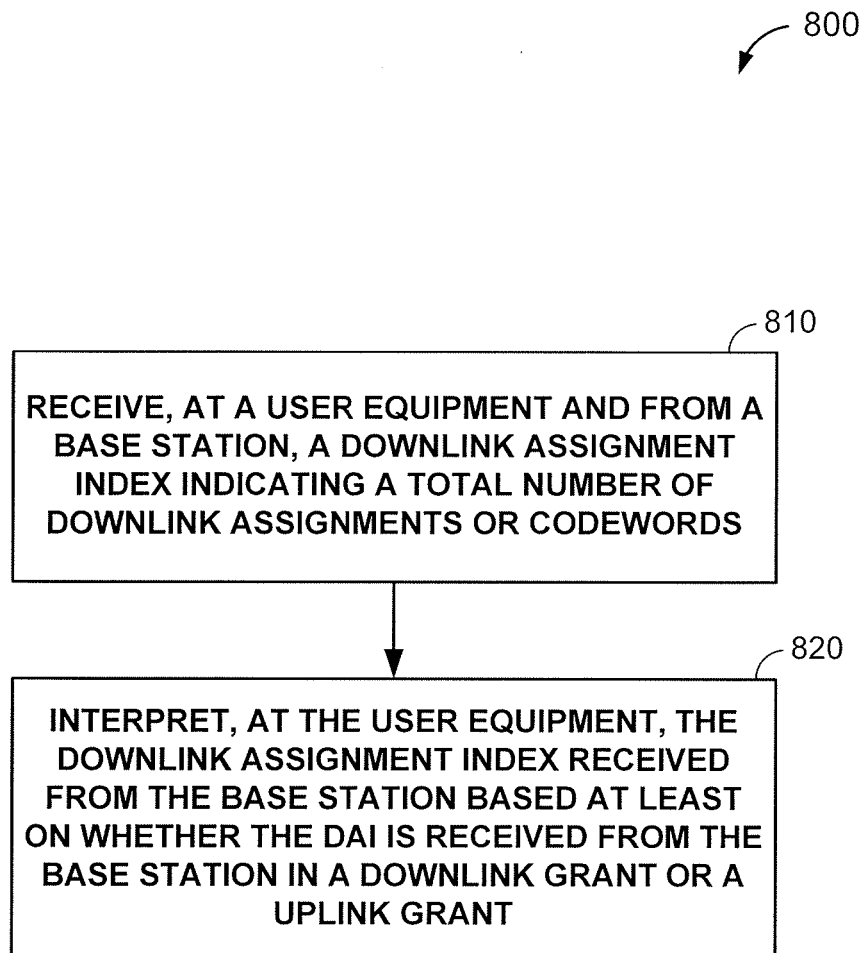 800
810
RECEIVE, AT A USER EQUIPMENT AND FROM A
BASE STATION, A DOWNLINK ASSIGNMENT
INDEX INDICATING A TOTAL NUMBER OF
DOWNLINK ASSIGNMENTS OR CODEWORDS
820
INTERPRET, AT THE USER EQUIPMENT, THE
DOWNLINK ASSIGNMENT INDEX RECEIVED
FROM THE BASE STATION BASED AT LEAST
ON WHETHER THE DAI IS RECEIVED FROM THE
BASE STATION IN A DOWNLINK GRANT OR A
UPLINK GRANT